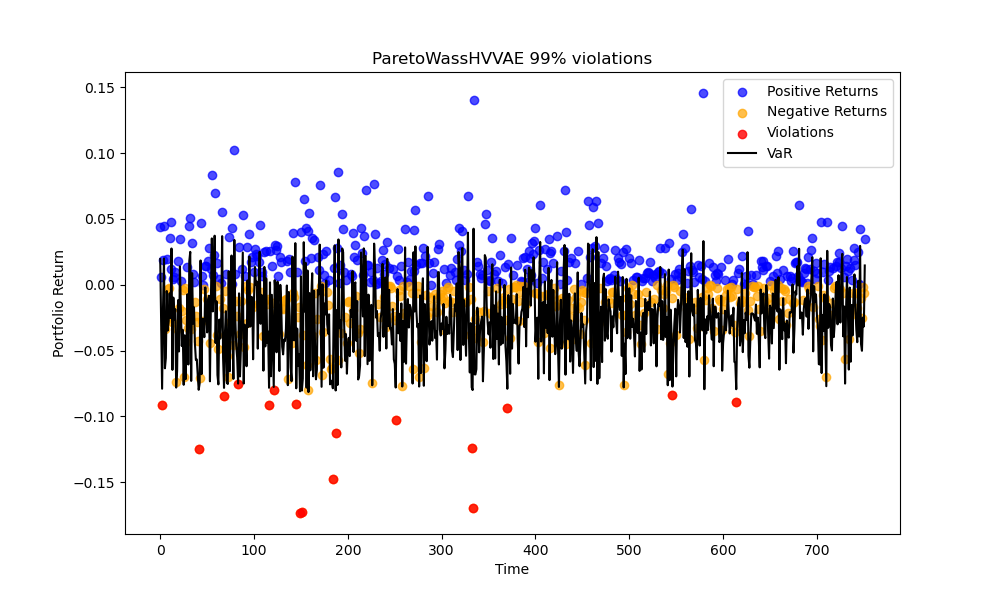 ParetoWassHVVAE 99% violations
Positive Returns
Negative Returns
Violations
VaR
Portfolio Return
0.15
0.10
0.05
0.00
−0.05
−0.10
−0.15
0 100 200 300 400 500 600 700
Time